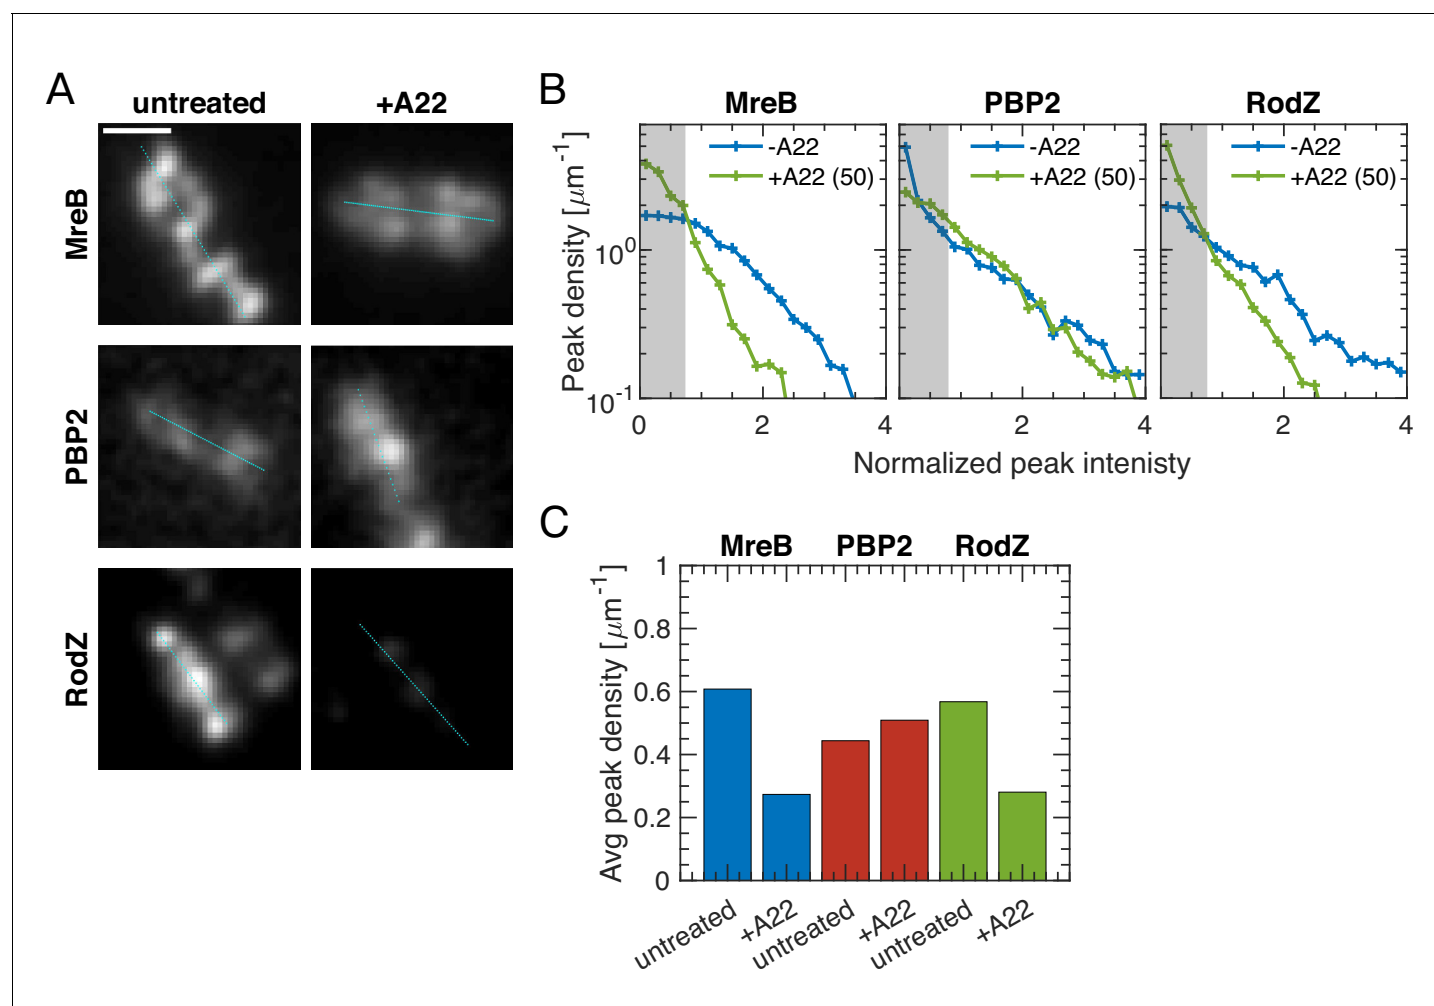 A
untreated +A22
MreB
PBP2
RodZ
B
MreB PBP2 RodZ
Peak density [μm⁻¹]
-A22
+A22 (50)
-A22
+A22 (50)
-A22
+A22 (50)
10⁰
10⁻¹
0 2 4 2 4 2 4
Normalized peak intenisty
C
MreB PBP2 RodZ
Avg peak density [μm⁻¹]
1
0.8
0.6
0.4
0.2
0
untreated +A22 untreated +A22 untreated +A22